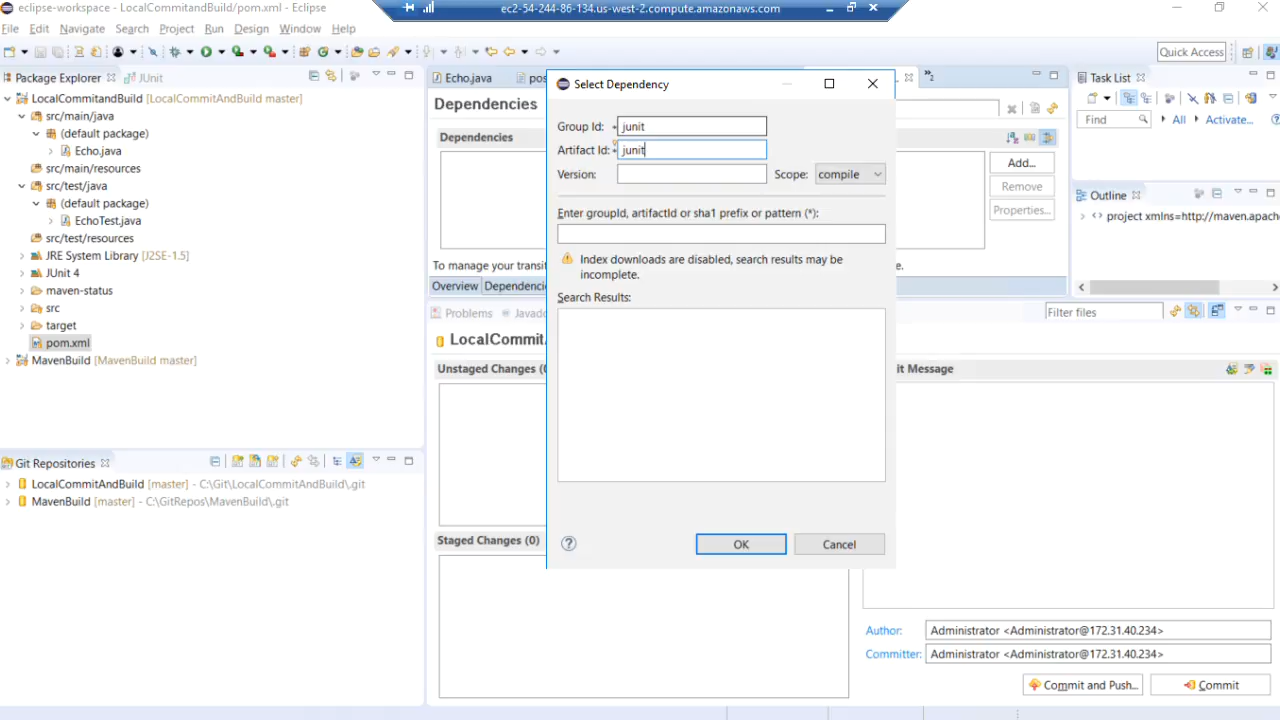 eclipse-workspace - LocalCommitandBuild/pom.xml - Eclipse
ec2-54-244-86-134.us-west-2.compute.amazonaws.com
File Edit Navigate Search Project Run Design Window Help
Quick Access
Package Explorer
JUnit
LocalCommitandBuild [LocalCommitAndBuild master]
src/main/java
(default package)
Echo.java
src/main/resources
src/test/java
(default package)
EchoTest.java
src/test/resources
JRE System Library [J2SE-1.5]
JUnit 4
maven-status
src
target
pom.xml
MavenBuild [MavenBuild master]
Git Repositories
LocalCommitAndBuild [master] - C:\Git\LocalCommitAndBuild\.git
MavenBuild [master] - C:\GitRepos\MavenBuild\.git
Echo.java
pos
Dependencies
Dependencies
Add...
Remove
Properties...
To manage your transit
e.
Overview
Dependencie
Select Dependency
Group Id: * junit
Artifact Id: * junit
Version:
Scope: compile
Enter groupId, artifactId or sha1 prefix or pattern (*):
Index downloads are disabled, search results may be
incomplete.
Search Results:
OK
Cancel
Task List
Find
All
Activate...
Outline
project xmlns=http://maven.apache
Problems
Javado
Filter files
LocalCommit
Unstaged Changes (0
Staged Changes (0)
it Message
Author: Administrator <Administrator@172.31.40.234>
Committer: Administrator <Administrator@172.31.40.234>
Commit and Push...
Commit